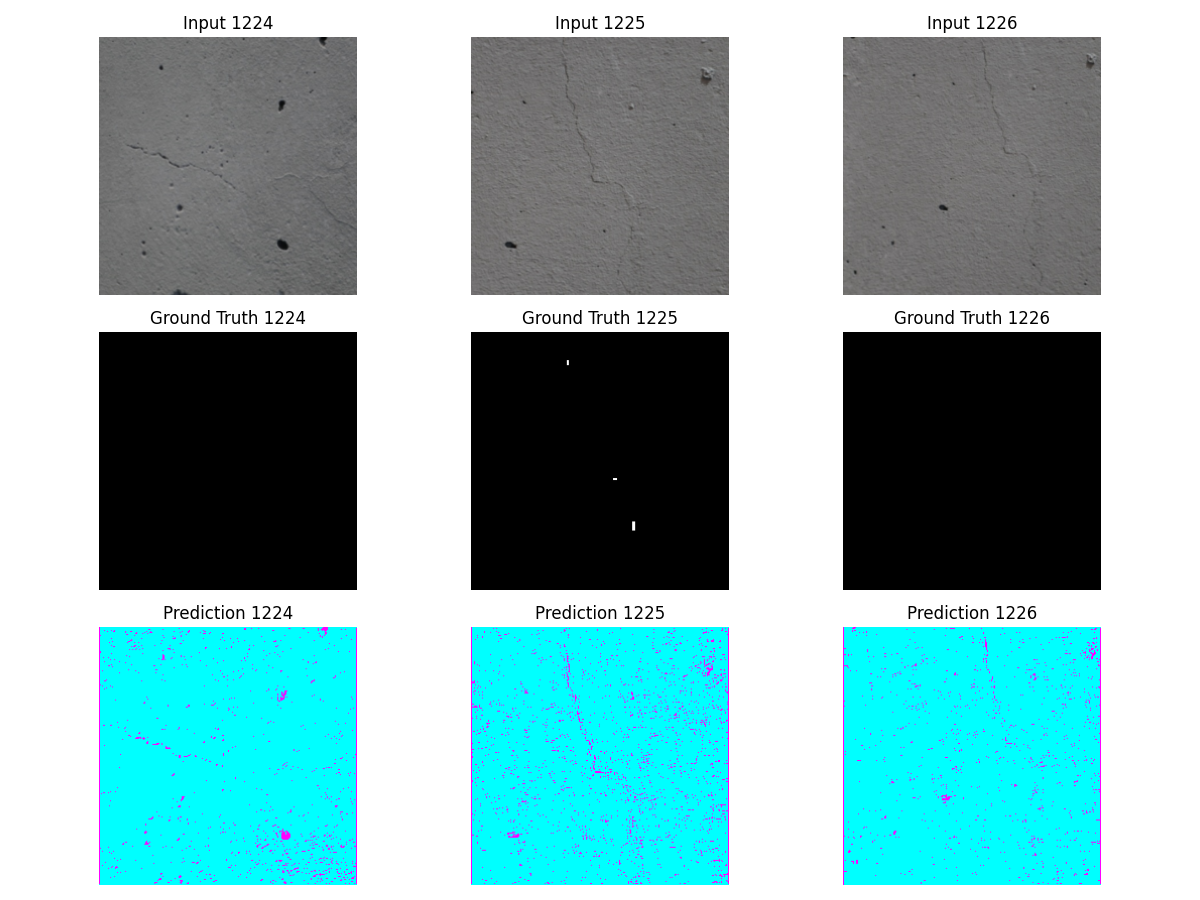 Input 1224
Input 1225
Input 1226
Ground Truth 1224
Ground Truth 1225
Ground Truth 1226
Prediction 1224
Prediction 1225
Prediction 1226